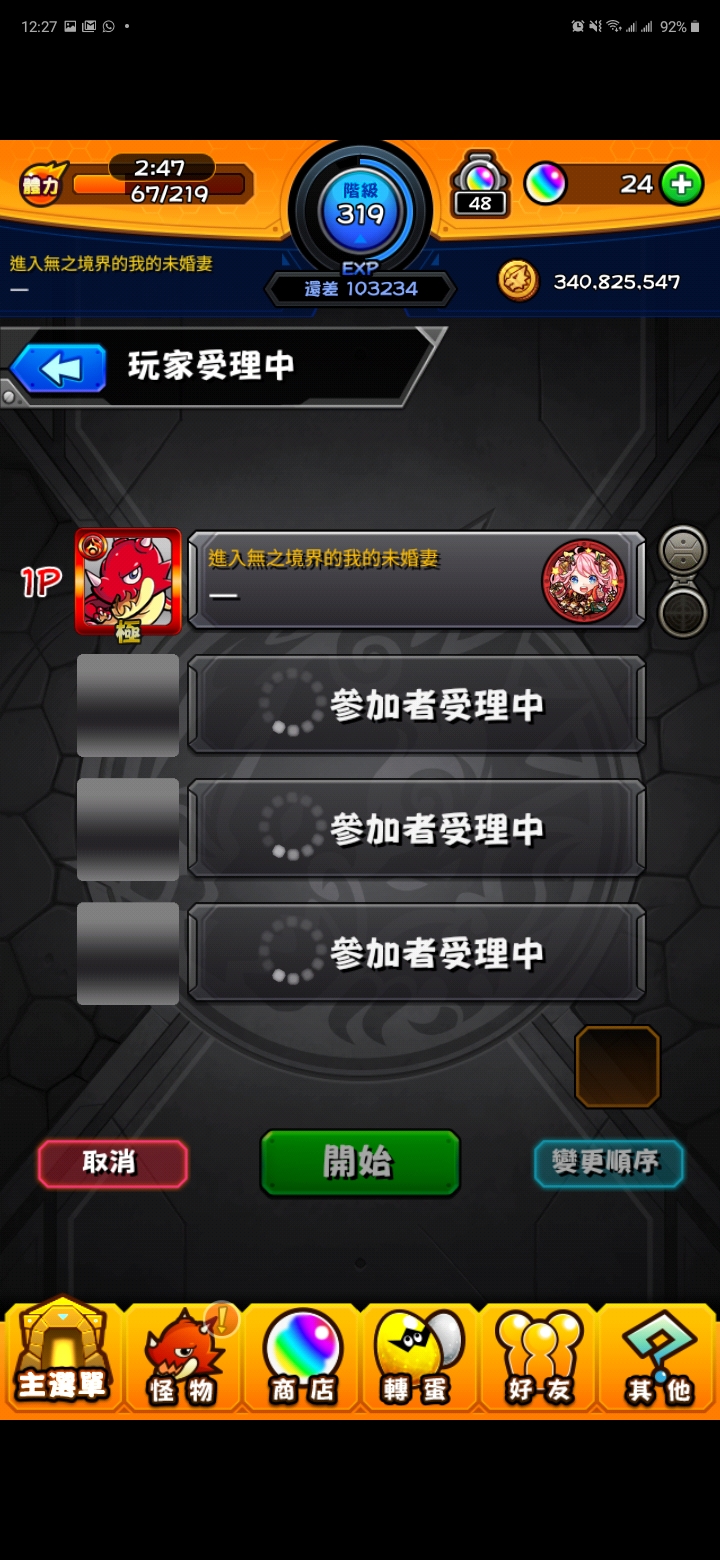 12:27
92%
體力
2:47
67/219
階級
319
48
24
進入無之境界的我的未婚妻
一
EXP
還差 103234
340,825,547
玩家受理中
1P
極
進入無之境界的我的未婚妻
一
參加者受理中
參加者受理中
參加者受理中
取消
開始
變更順序
主選單
怪物
商店
轉蛋
好友
其他